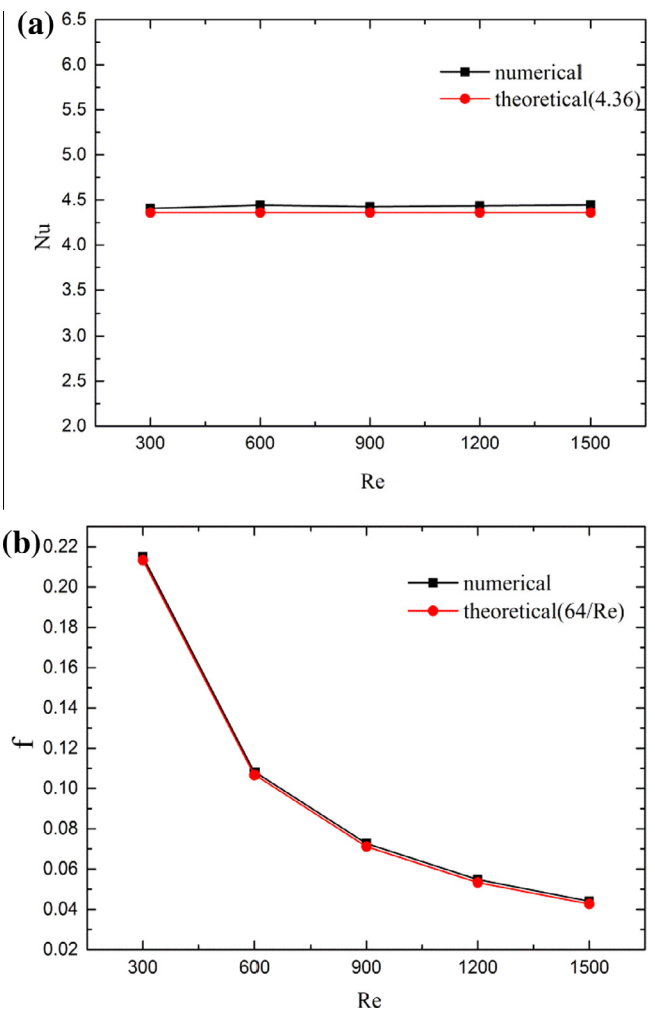 (a)
6.5
6.0
5.5
5.0
4.5
4.0
3.5
3.0
2.5
2.0
Nu
numerical
theoretical(4.36)
300 600 900 1200 1500
Re
(b)
0.22
0.20
0.18
0.16
0.14
0.12
0.10
0.08
0.06
0.04
0.02
f
numerical
theoretical(64/Re)
300 600 900 1200 1500
Re